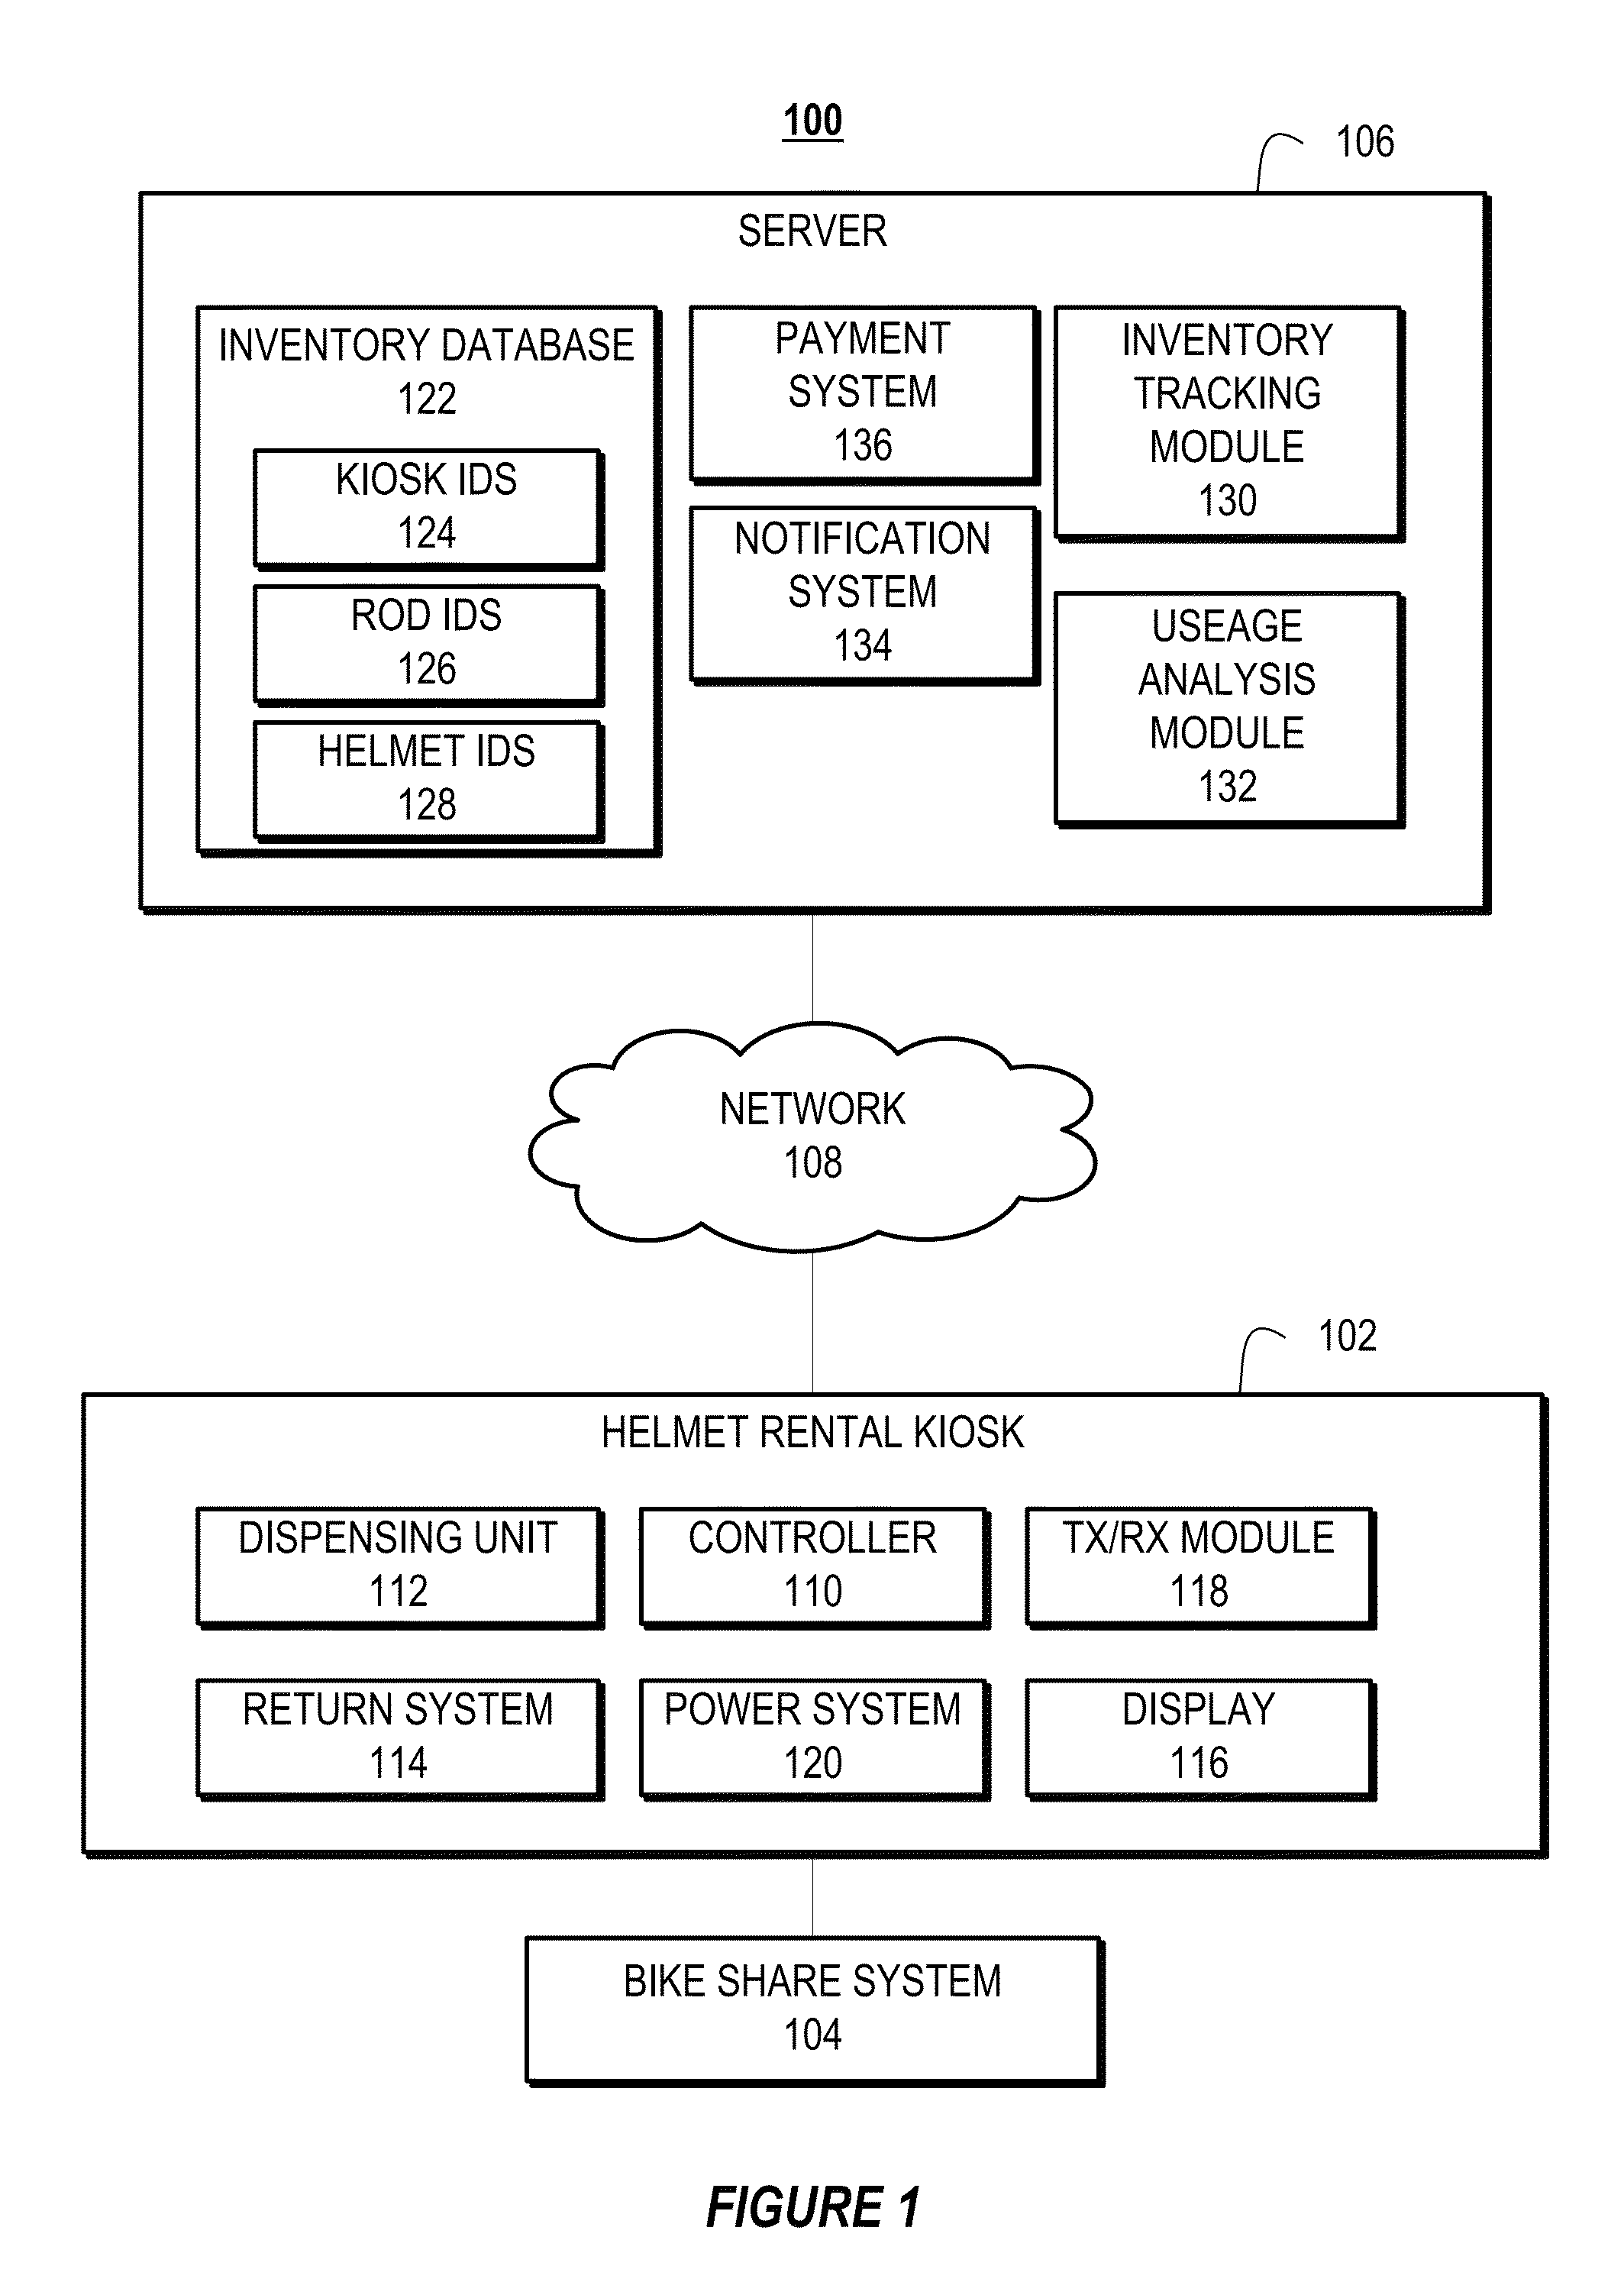 100
106
SERVER
INVENTORY DATABASE
122
KIOSK IDS
124
ROD IDS
126
HELMET IDS
128
PAYMENT
SYSTEM
136
NOTIFICATION
SYSTEM
134
INVENTORY
TRACKING
MODULE
130
USEAGE
ANALYSIS
MODULE
132
NETWORK
108
102
HELMET RENTAL KIOSK
DISPENSING UNIT
112
CONTROLLER
110
TX/RX MODULE
118
RETURN SYSTEM
114
POWER SYSTEM
120
DISPLAY
116
BIKE SHARE SYSTEM
104
FIGURE 1